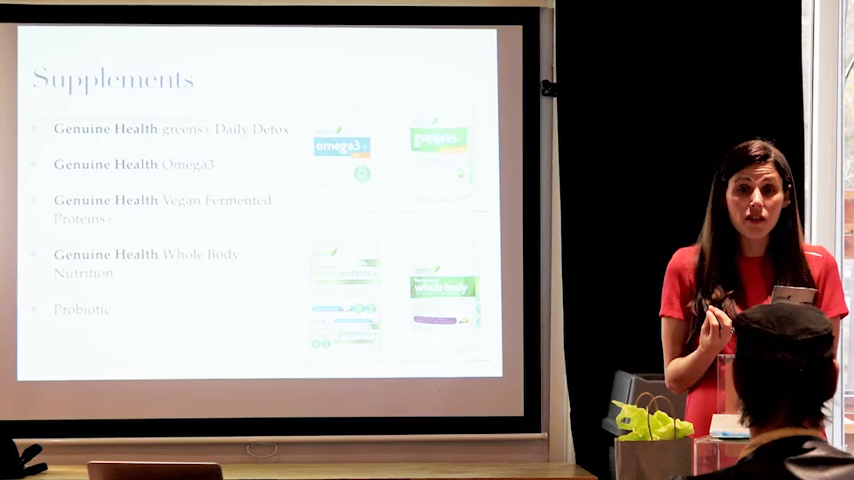 Supplements
Genuine Health greens+ Daily Detox
Genuine Health Omega3
Genuine Health Vegan Fermented
Proteins+
Genuine Health Whole Body
Nutrition
Probiotic
omega3+
greens+
proteins+
whole body